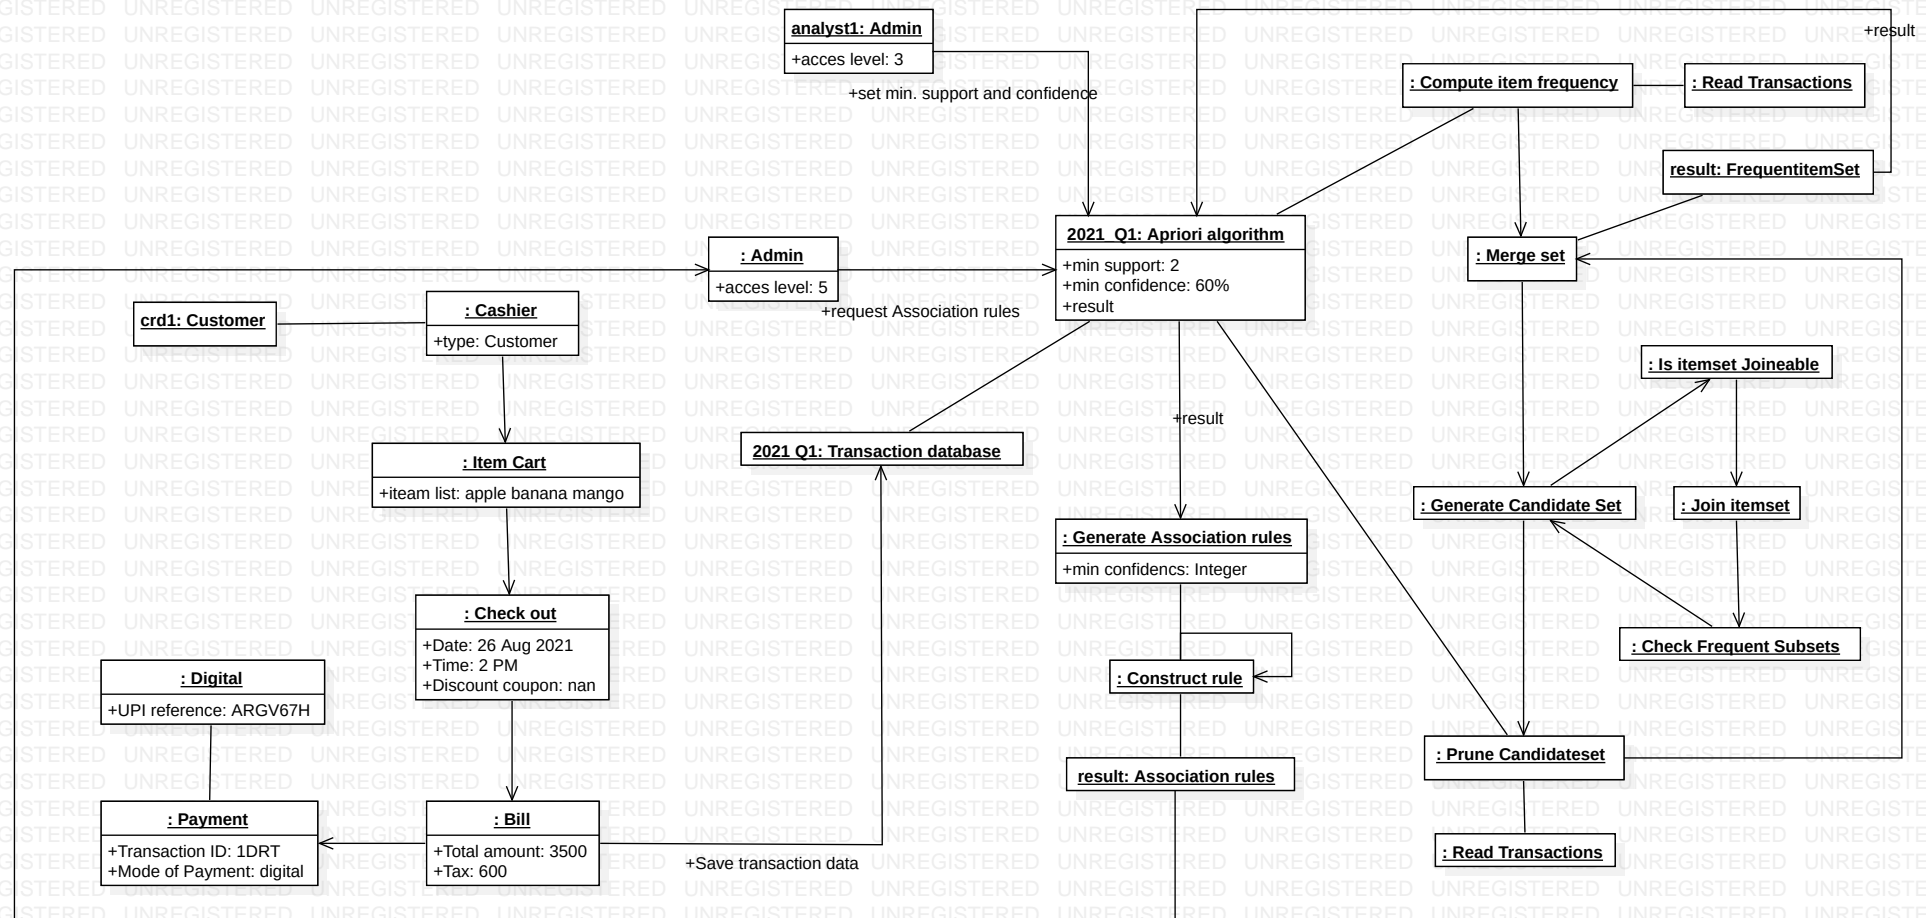 analyst1: Admin
+acces level: 3
+set min. support and confidence
+result
: Compute item frequency
: Read Transactions
result: FrequentitemSet
2021_Q1: Apriori algorithm
+min support: 2
+min confidence: 60%
+result
: Merge set
: Admin
+acces level: 5
+request Association rules
crd1: Customer
: Cashier
+type: Customer
: Is itemset Joineable
+result
2021 Q1: Transaction database
: Item Cart
+iteam list: apple banana mango
: Generate Candidate Set
: Join itemset
: Generate Association rules
+min confidencs: Integer
: Check out
+Date: 26 Aug 2021
+Time: 2 PM
+Discount coupon: nan
: Check Frequent Subsets
: Digital
+UPI reference: ARGV67H
: Construct rule
: Prune Candidateset
result: Association rules
: Payment
+Transaction ID: 1DRT
+Mode of Payment: digital
: Bill
+Total amount: 3500
+Tax: 600
+Save transaction data
: Read Transactions
UNREGISTERED